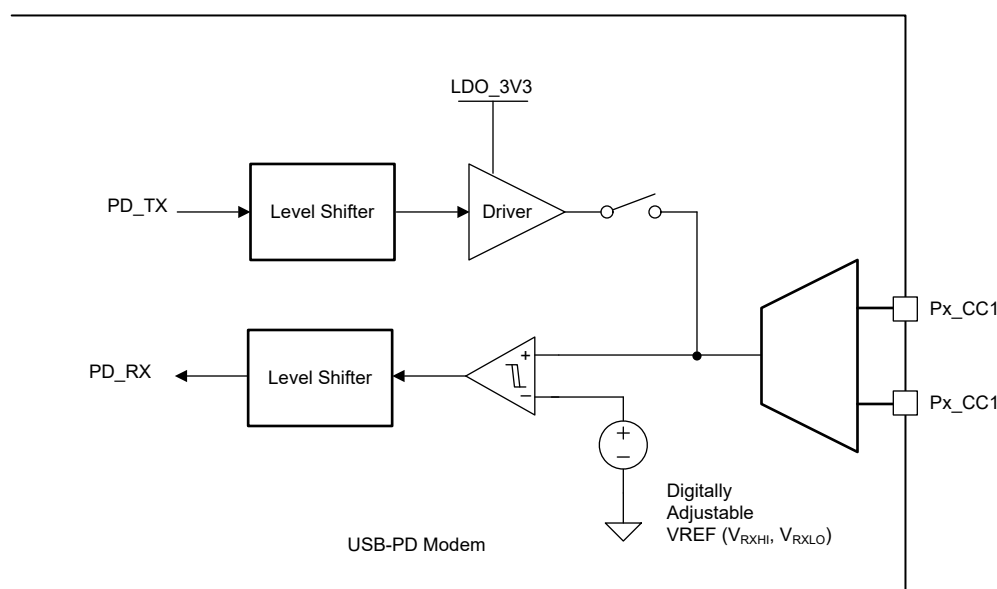 LDO_3V3
PD_TX
Level Shifter
Driver
Px_CC1
PD_RX
Level Shifter
+
−
+
−
Px_CC1
Digitally
Adjustable
VREF (VRXHI, VRXLO)
USB-PD Modem